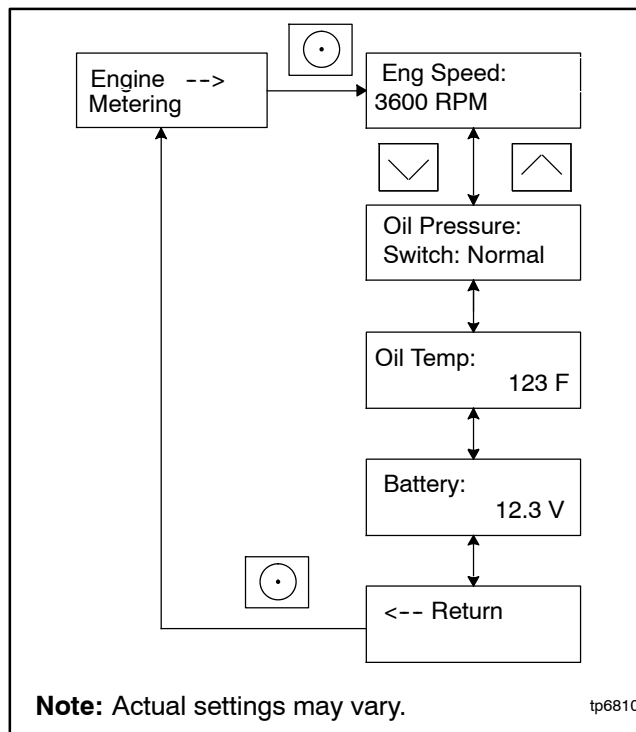 Engine -->
Metering
Eng Speed:
3600 RPM
Oil Pressure:
Switch: Normal
Oil Temp:
123 F
Battery:
12.3 V
<-- Return
Note: Actual settings may vary.
tp6810